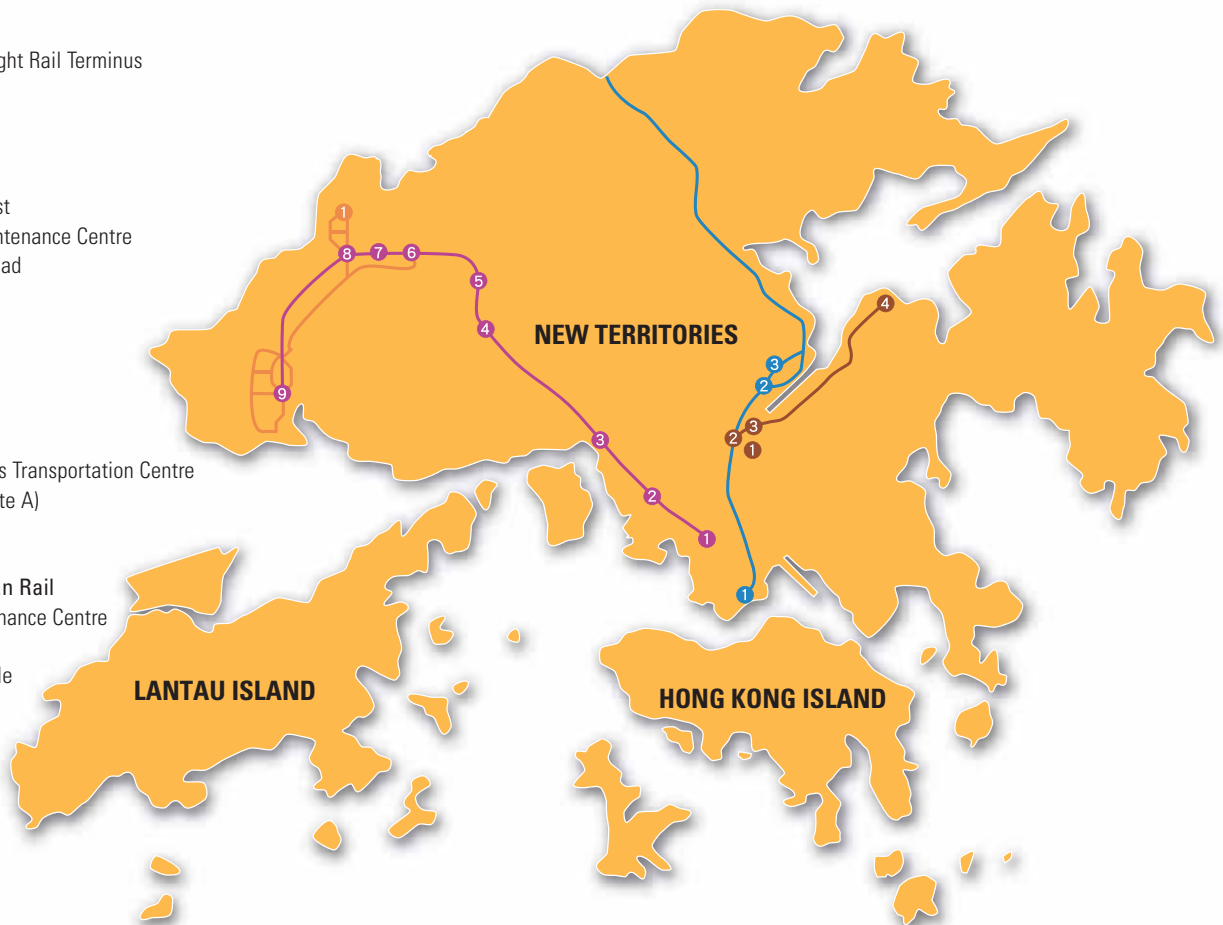 ght Rail Terminus
st
ntenance Centre
ad
s Transportation Centre
te A)
n Rail
nance Centre
le
1
8
7
6
5
4
9
3
2
1
NEW TERRITORIES
3
2
1
4
3
2
1
LANTAU ISLAND
HONG KONG ISLAND